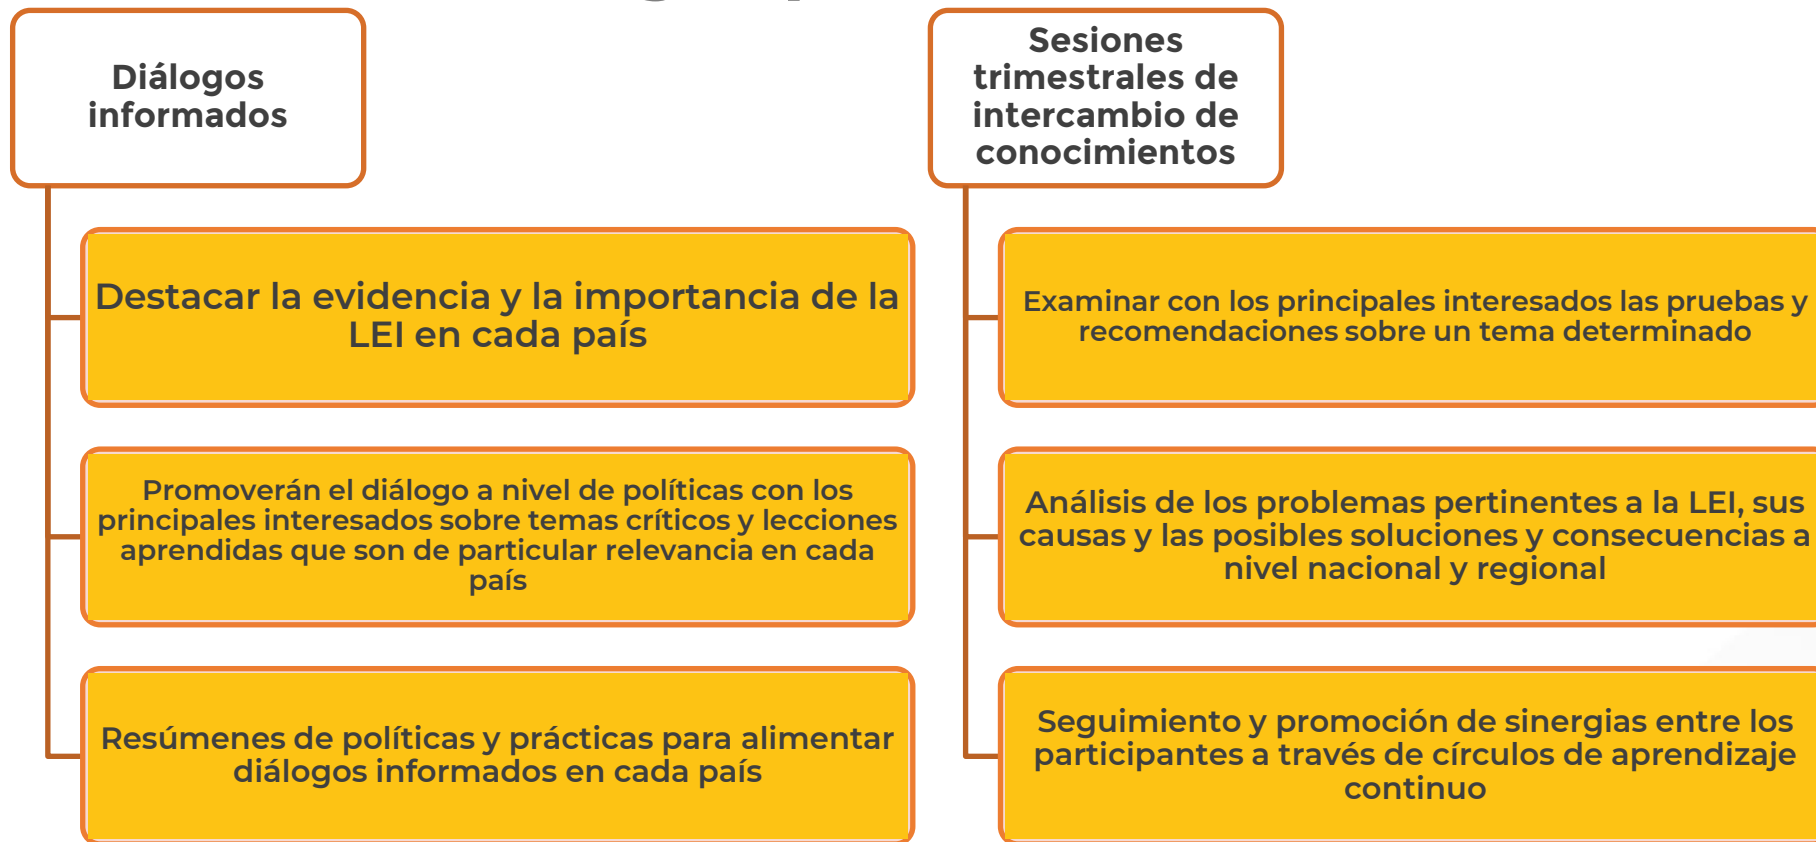 Diálogos
informados
Destacar la evidencia y la importancia de la
LEI en cada país
Promoverán el diálogo a nivel de políticas con los
principales interesados sobre temas críticos y lecciones
aprendidas que son de particular relevancia en cada
país
Resúmenes de políticas y prácticas para alimentar
diálogos informados en cada país
Sesiones
trimestrales de
intercambio de
conocimientos
Examinar con los principales interesados las pruebas y
recomendaciones sobre un tema determinado
Análisis de los problemas pertinentes a la LEI, sus
causas y las posibles soluciones y consecuencias a
nivel nacional y regional
Seguimiento y promoción de sinergias entre los
participantes a través de círculos de aprendizaje
continuo